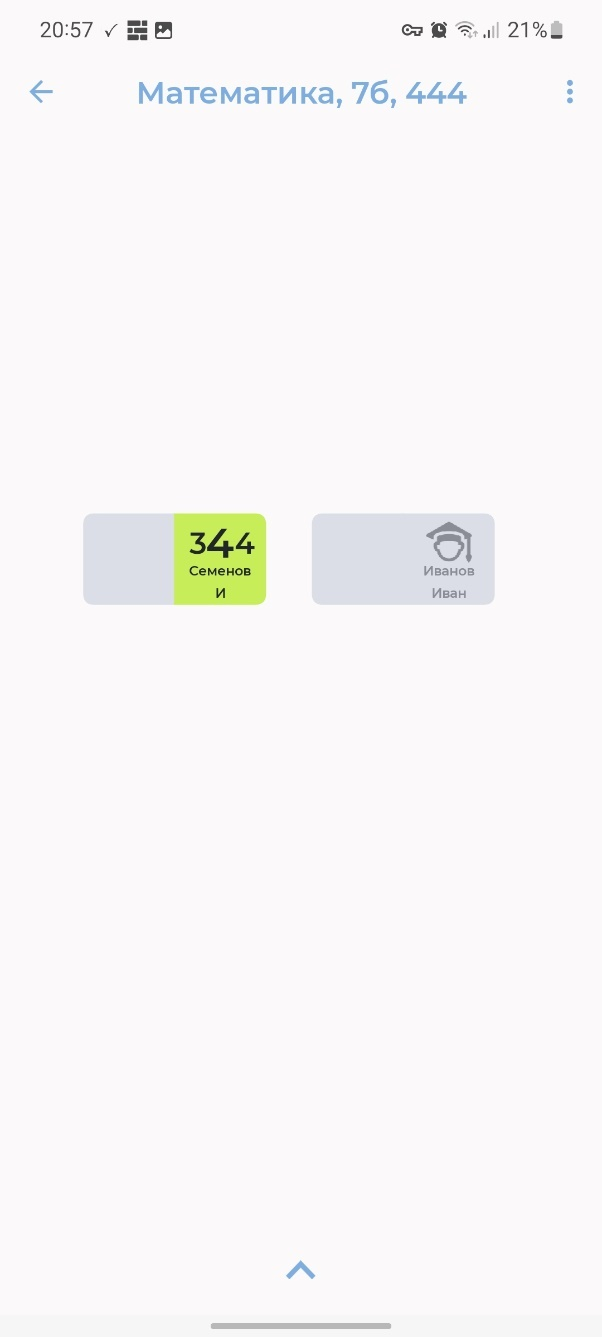 20:57 21%
Математика, 7б, 444
344
Семенов
И
Иванов
Иван